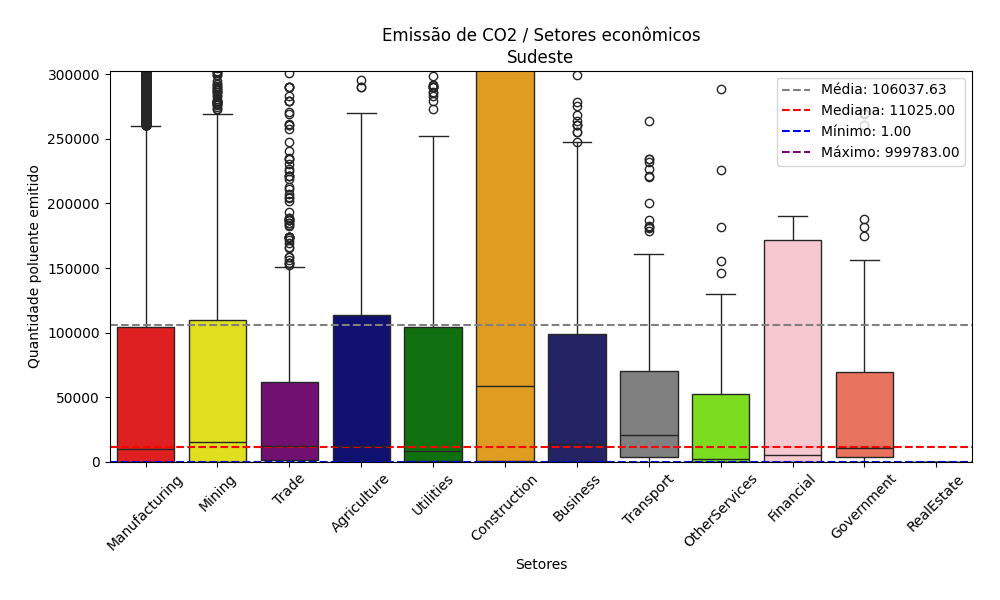 Emissão de CO2 / Setores econômicos
Sudeste
Média: 106037.63
Mediana: 11025.00
Mínimo: 1.00
Máximo: 999783.00
Quantidade poluente emitido
300000
250000
200000
150000
100000
50000
0
Manufacturing
Mining
Trade
Agriculture
Utilities
Construction
Business
Transport
OtherServices
Financial
Government
RealEstate
Setores